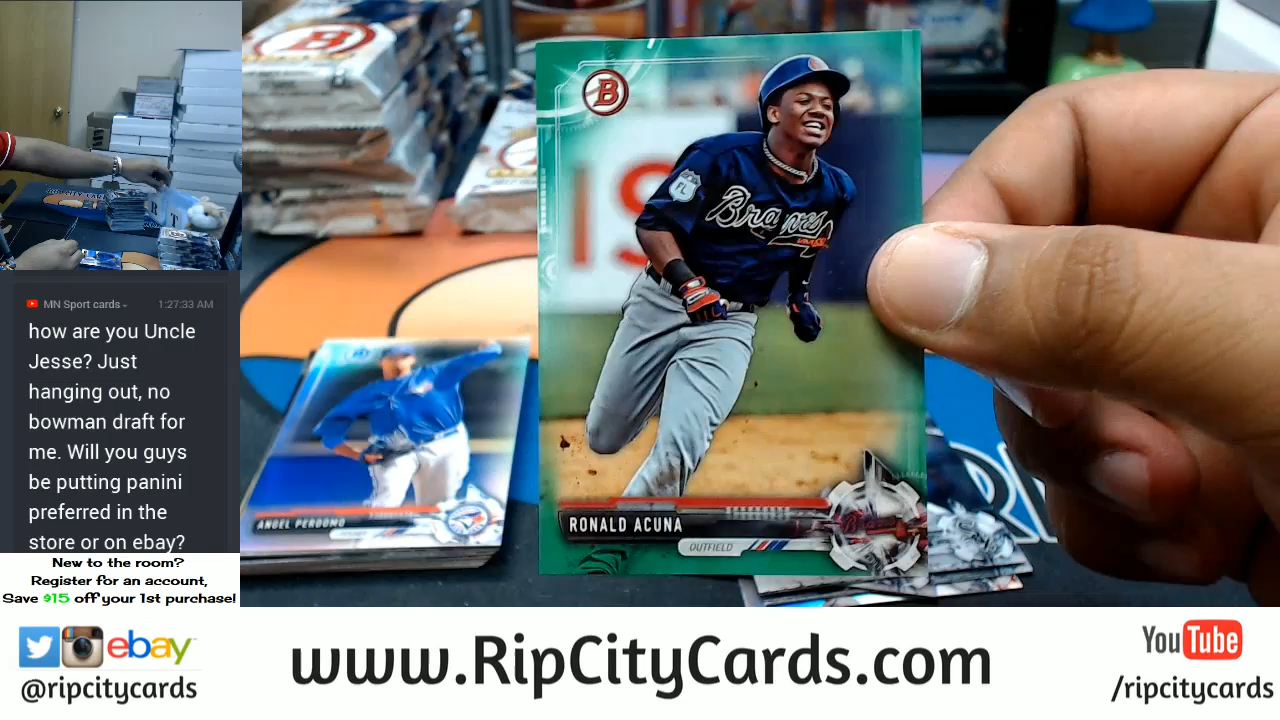 MN Sport cards
1:27:33 AM
how are you Uncle
Jesse? Just
hanging out, no
bowman draft for
me. Will you guys
be putting panini
preferred in the
store or on ebay?
New to the room?
Register for an account,
Save $15 off your 1st purchase!
B
FL
Braves
RONALD ACUNA
OUTFIELD
ANGEL PERDOMO
ebay
@ripcitycards
www.RipCityCards.com
YouTube
/ripcitycards